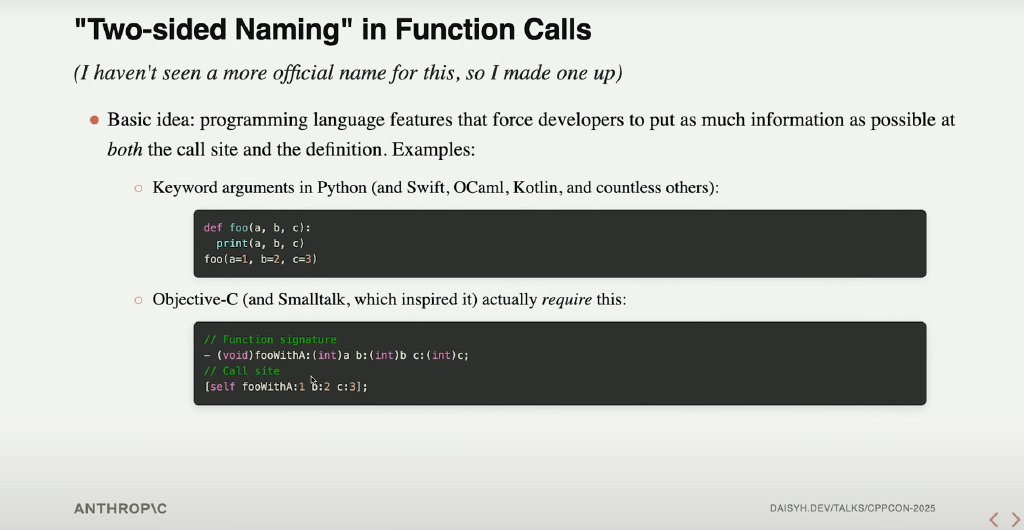 "Two-sided Naming" in Function Calls
(I haven't seen a more official name for this, so I made one up)
Basic idea: programming language features that force developers to put as much information as possible at
both the call site and the definition. Examples:
Keyword arguments in Python (and Swift, OCaml, Kotlin, and countless others):
def foo(a, b, c):
  print(a, b, c)
foo(a=1, b=2, c=3)
Objective-C (and Smalltalk, which inspired it) actually require this:
// Function signature
– (void)fooWithA:(int)a b:(int)b c:(int)c;
// Call site
[self fooWithA:1 b:2 c:3];
ANTHROP\C
DAISYH.DEV/TALKS/CPPCON-2025